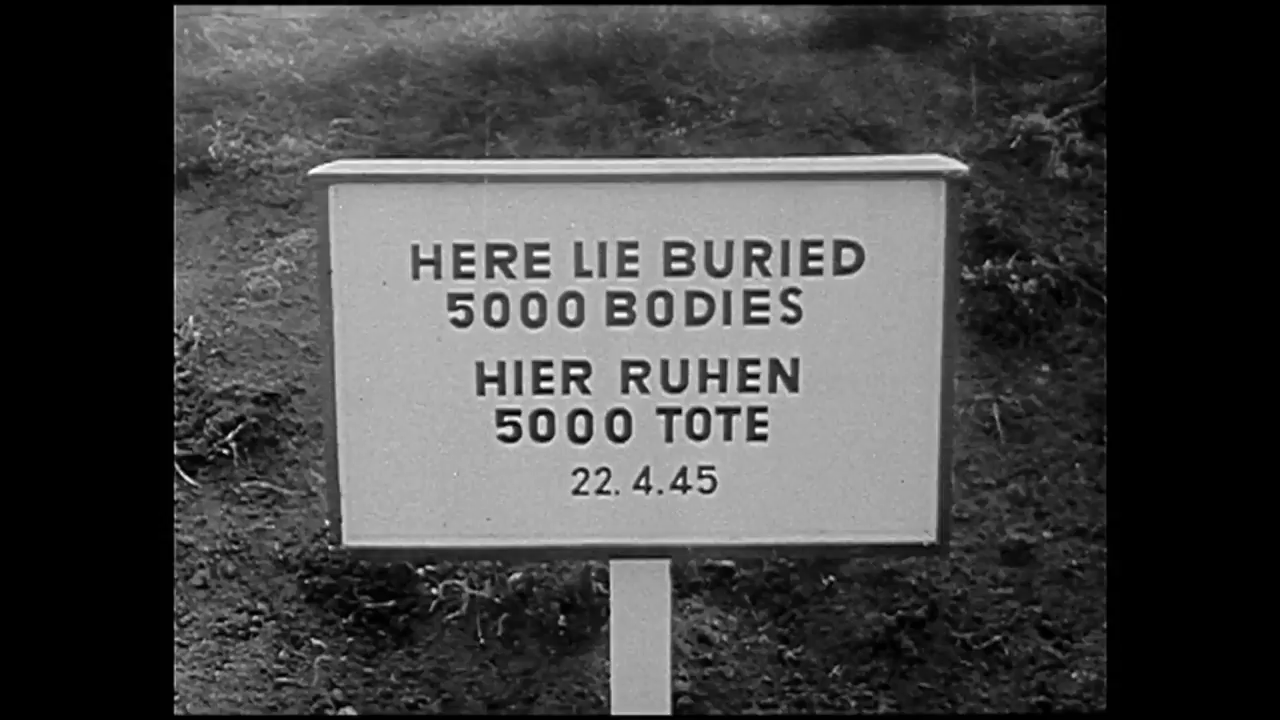 HERE LIE BURIED
5000 BODIES
HIER RUHEN
5000 TOTE
22.4.45